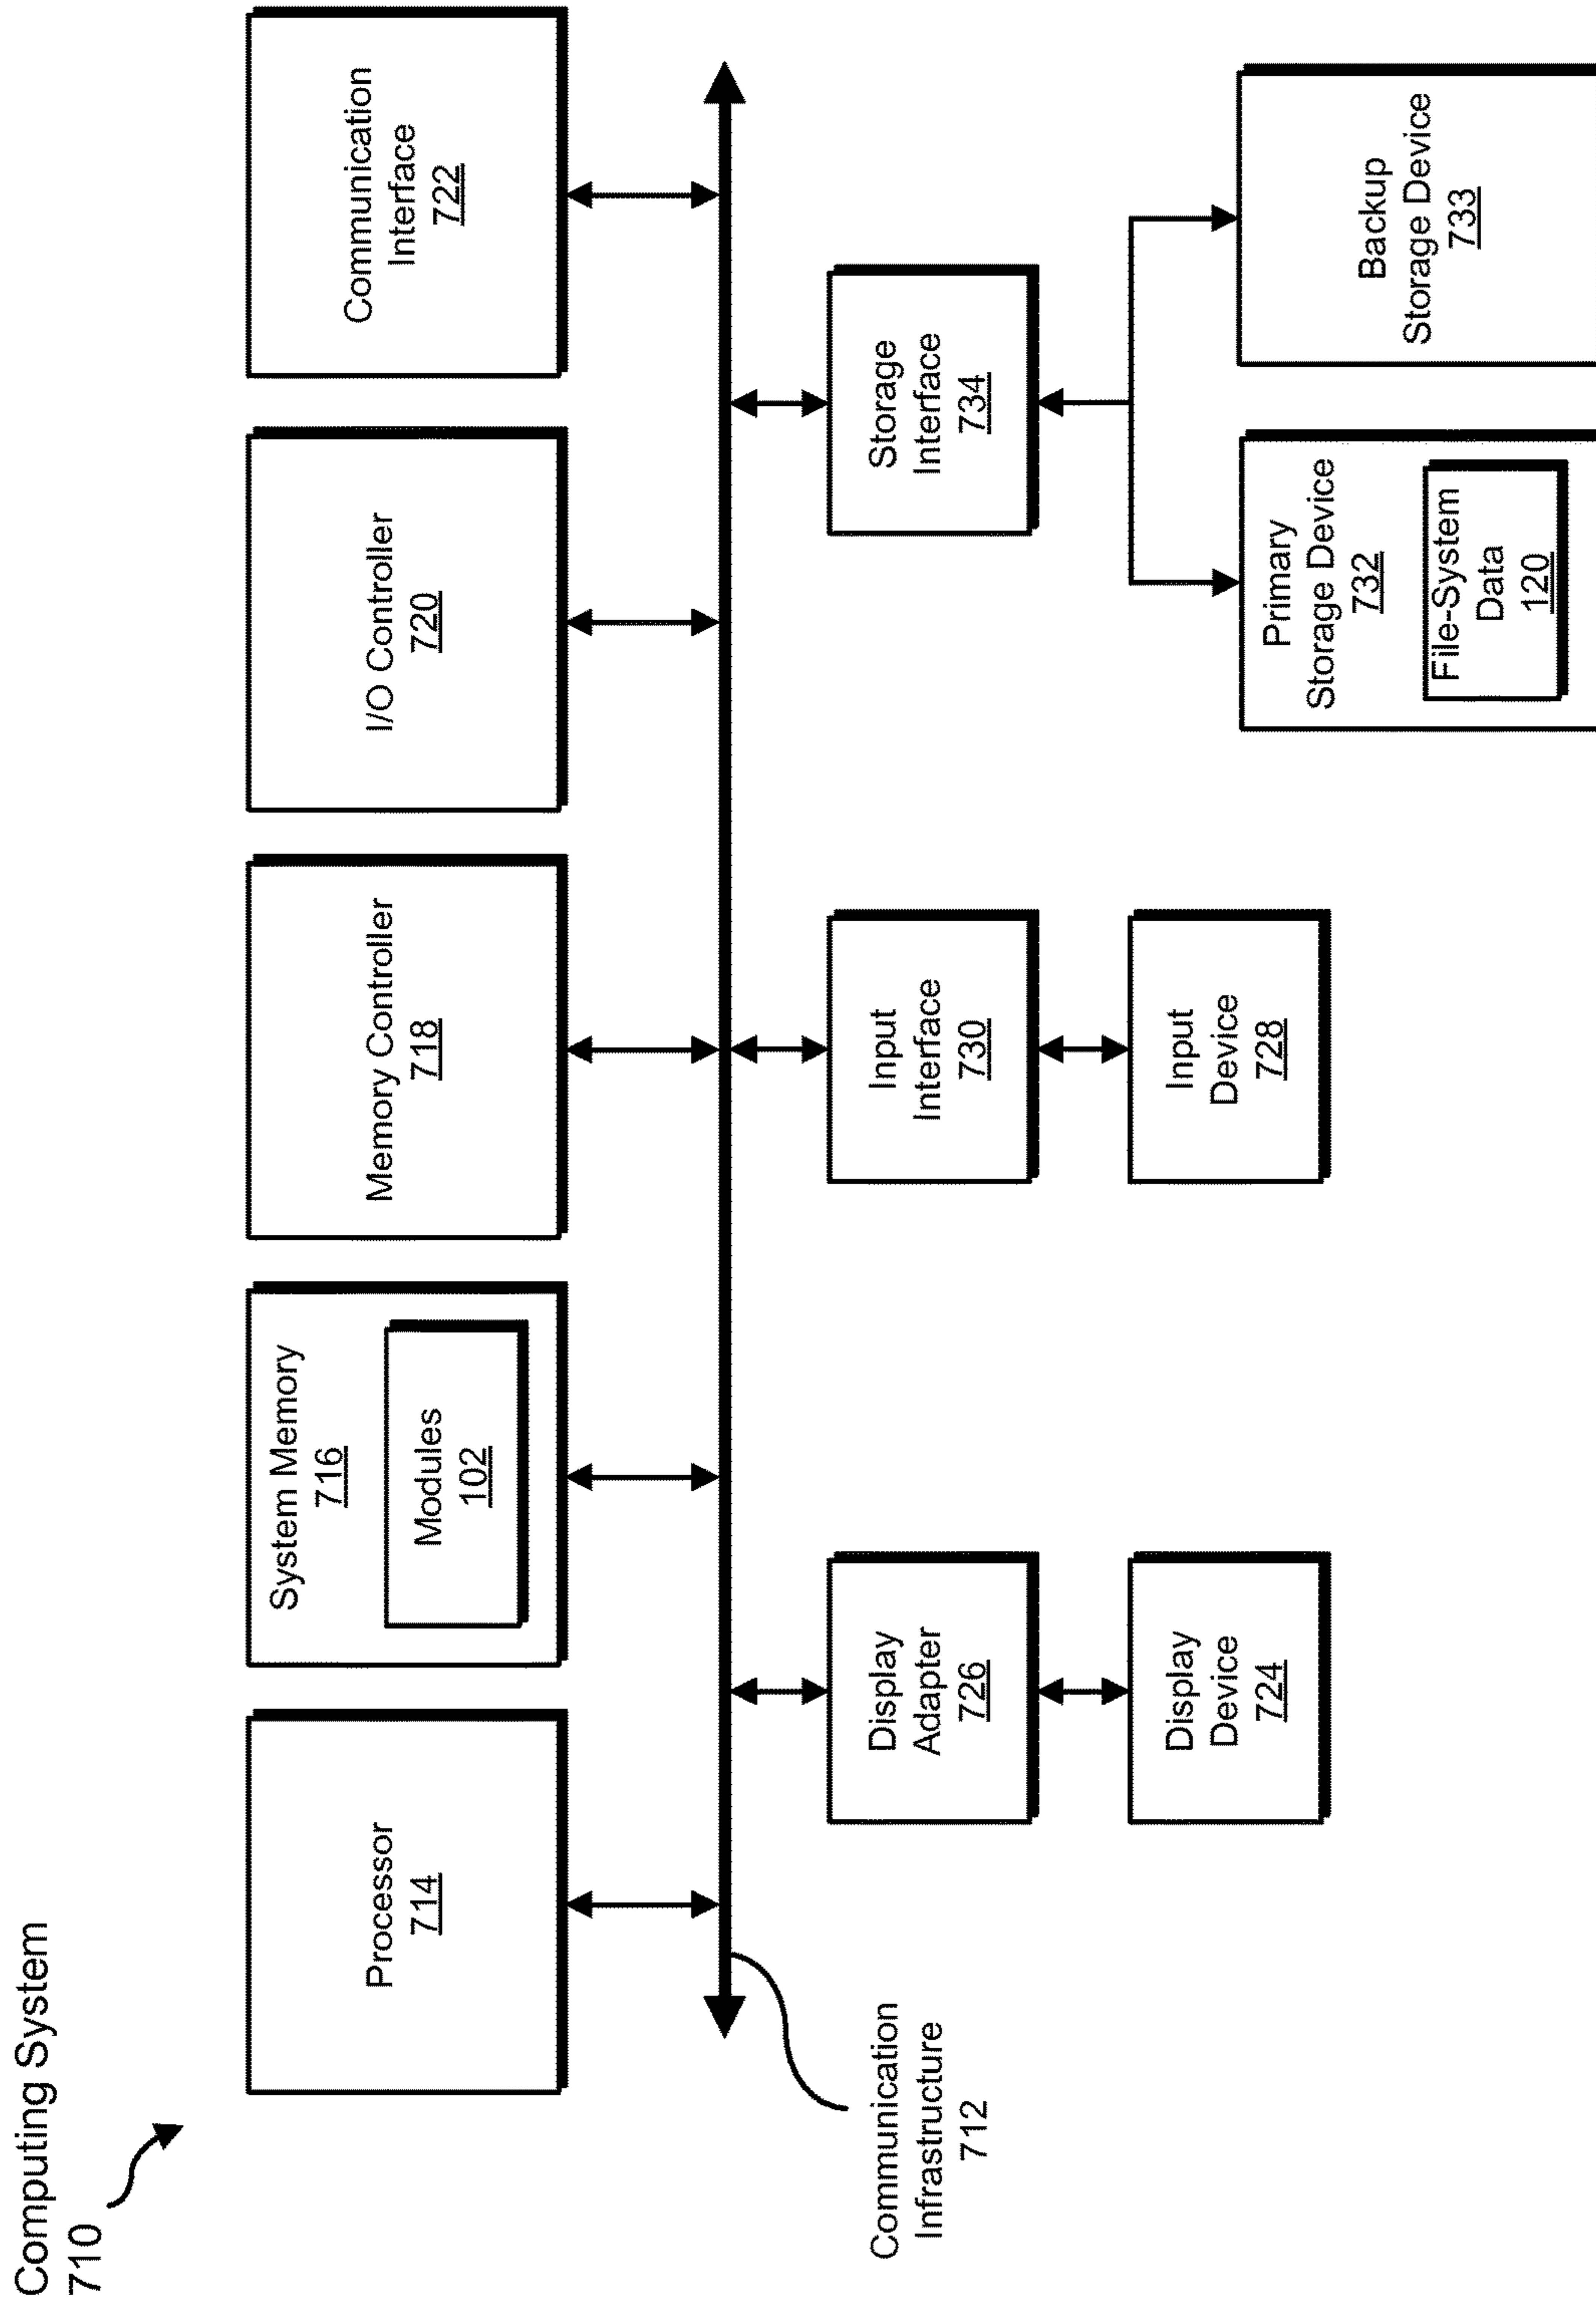 Computing System
710
Processor
714
System Memory
716
Modules
102
Memory Controller
718
I/O Controller
720
Communication
Interface
722
Communication
Infrastructure
712
Display
Adapter
726
Input
Interface
730
Storage
Interface
734
Display
Device
724
Input
Device
728
Primary
Storage Device
732
File-System
Data
120
Backup
Storage Device
733